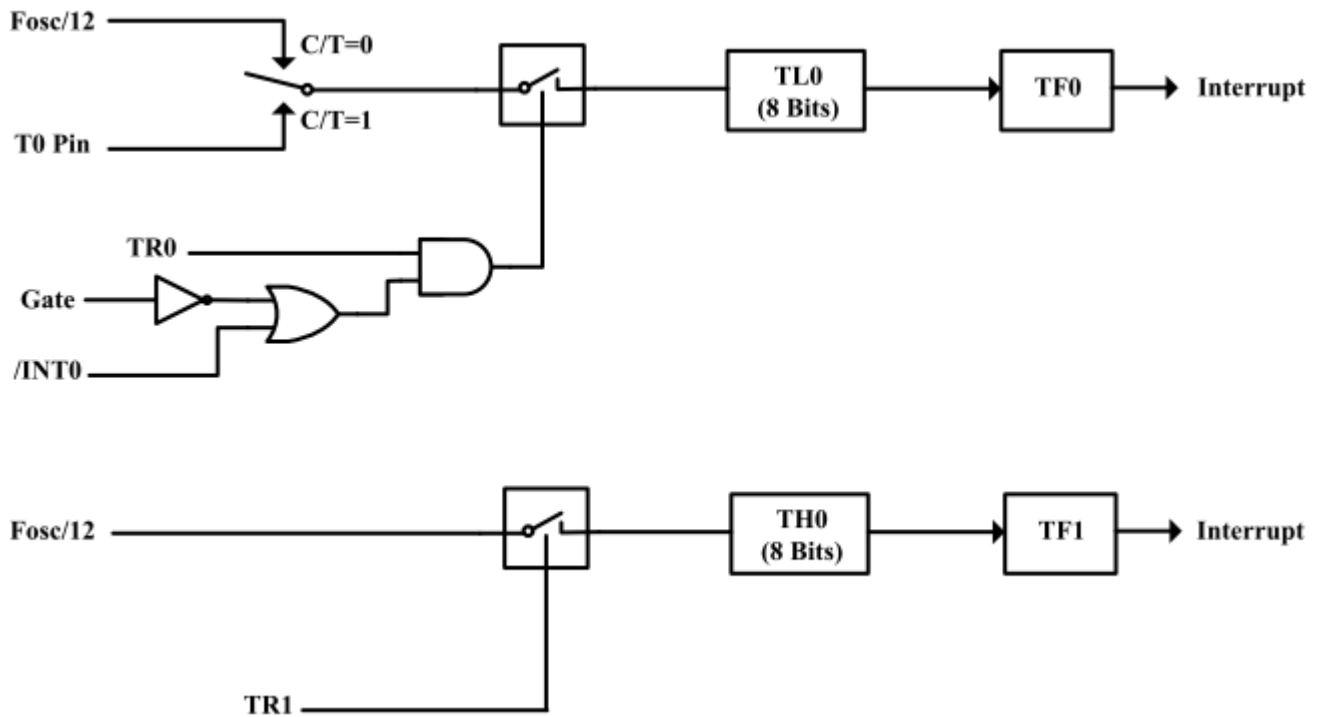 Fosc/12
C/T=0
TL0
(8 Bits)
TF0
Interrupt
C/T=1
T0 Pin
TR0
Gate
/INT0
Fosc/12
TH0
(8 Bits)
TF1
Interrupt
TR1